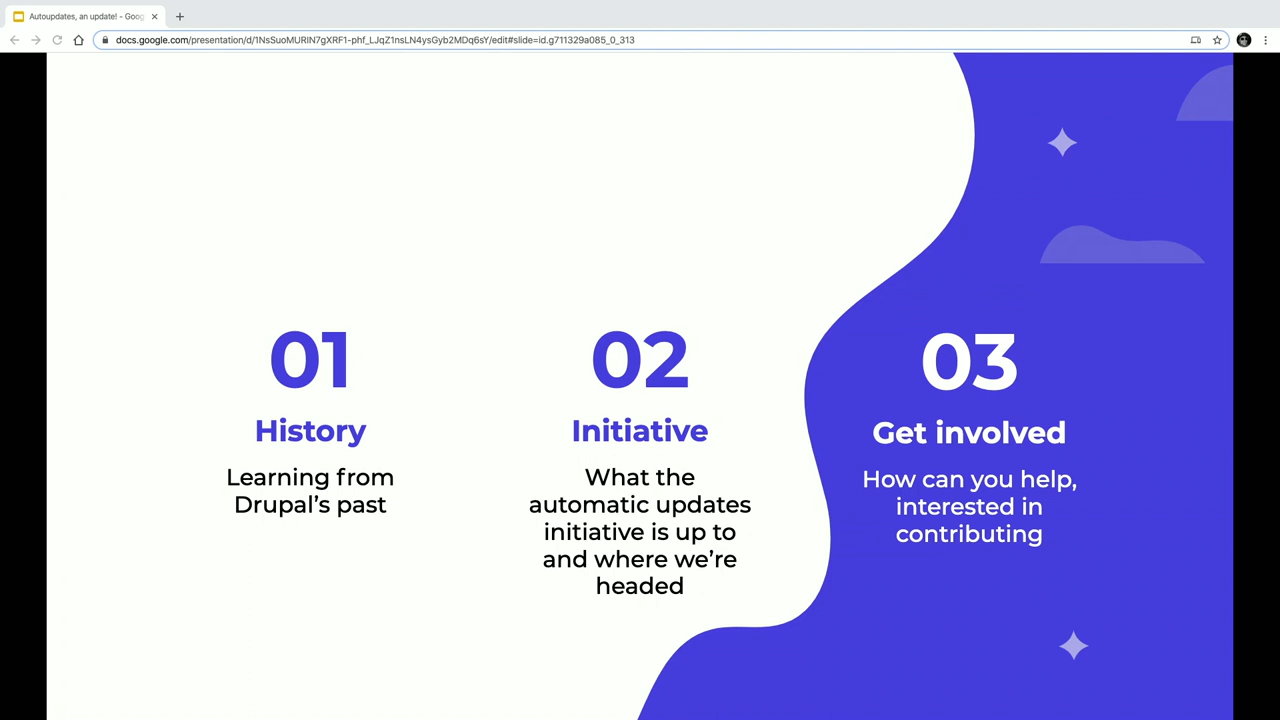 Autoupdates, an update! - Goog
docs.google.com/presentation/d/1NsSuoMURIN7gXRF1-phf_LJqZ1nsLN4ysGyb2MDq6sY/edit#slide=id.g711329a085_0_313
01
History
Learning from
Drupal’s past
02
Initiative
What the
automatic updates
initiative is up to
and where we’re
headed
03
Get involved
How can you help,
interested in
contributing